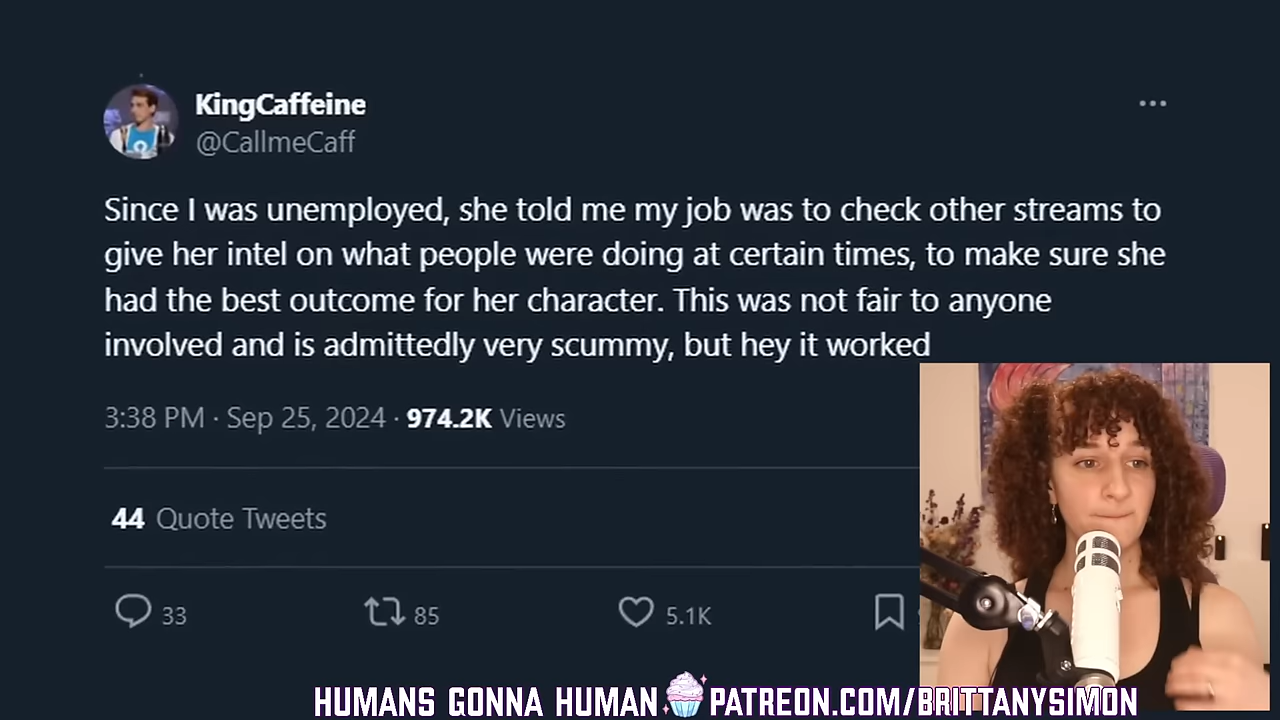 KingCaffeine
@CallmeCaff
Since I was unemployed, she told me my job was to check other streams to
give her intel on what people were doing at certain times, to make sure she
had the best outcome for her character. This was not fair to anyone
involved and is admittedly very scummy, but hey it worked
3:38 PM · Sep 25, 2024 · 974.2K Views
44 Quote Tweets
33 85 5.1K
HUMANS GONNA HUMAN PATREON.COM/BRITTANYSIMON